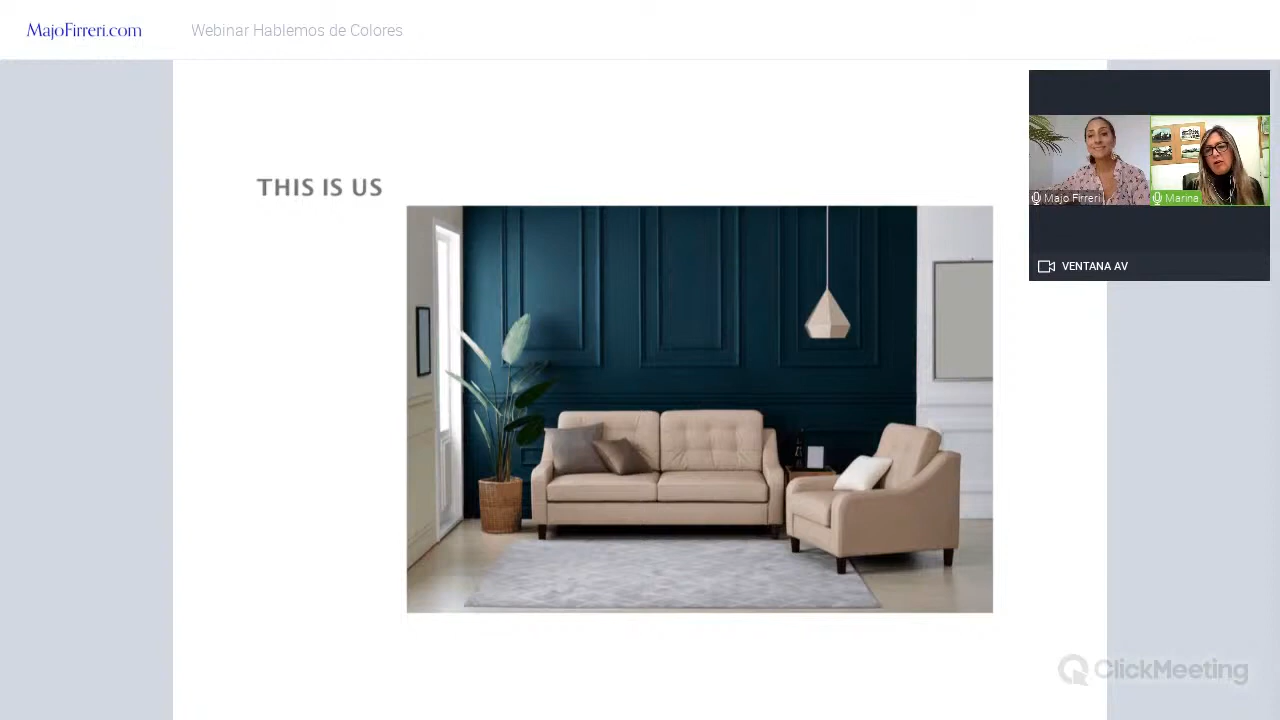 MajoFirreri.com
Webinar Hablemos de Colores
THIS IS US
Majo Firreri
Marina
VENTANA AV
ClickMeeting